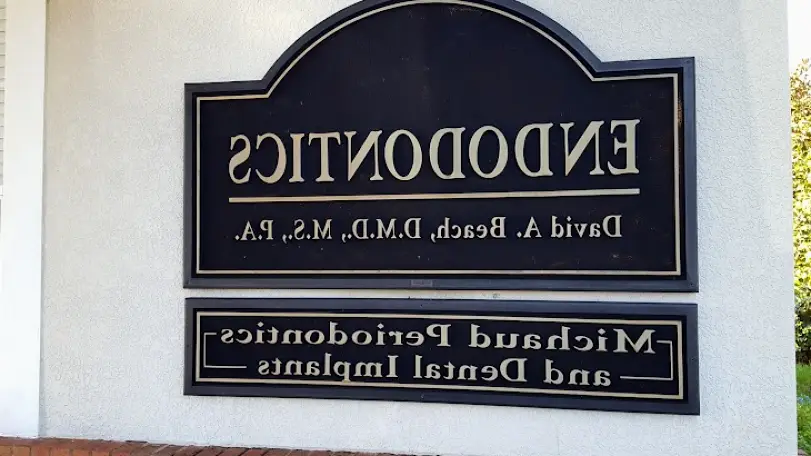 ENDODONTICS
David A. Beach, D.M.D., M.S., P.A.
Michaud Periodontics
and Dental Implants